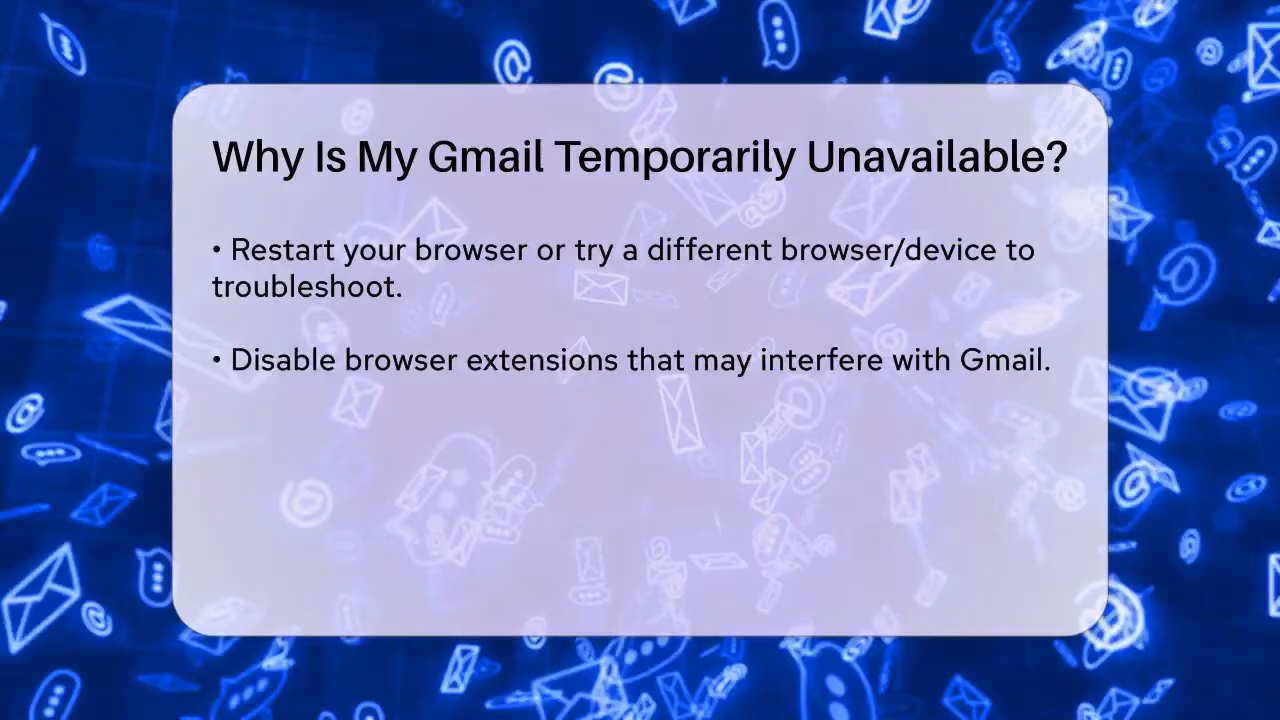 Why Is My Gmail Temporarily Unavailable?
• Restart your browser or try a different browser/device to
troubleshoot.
• Disable browser extensions that may interfere with Gmail.